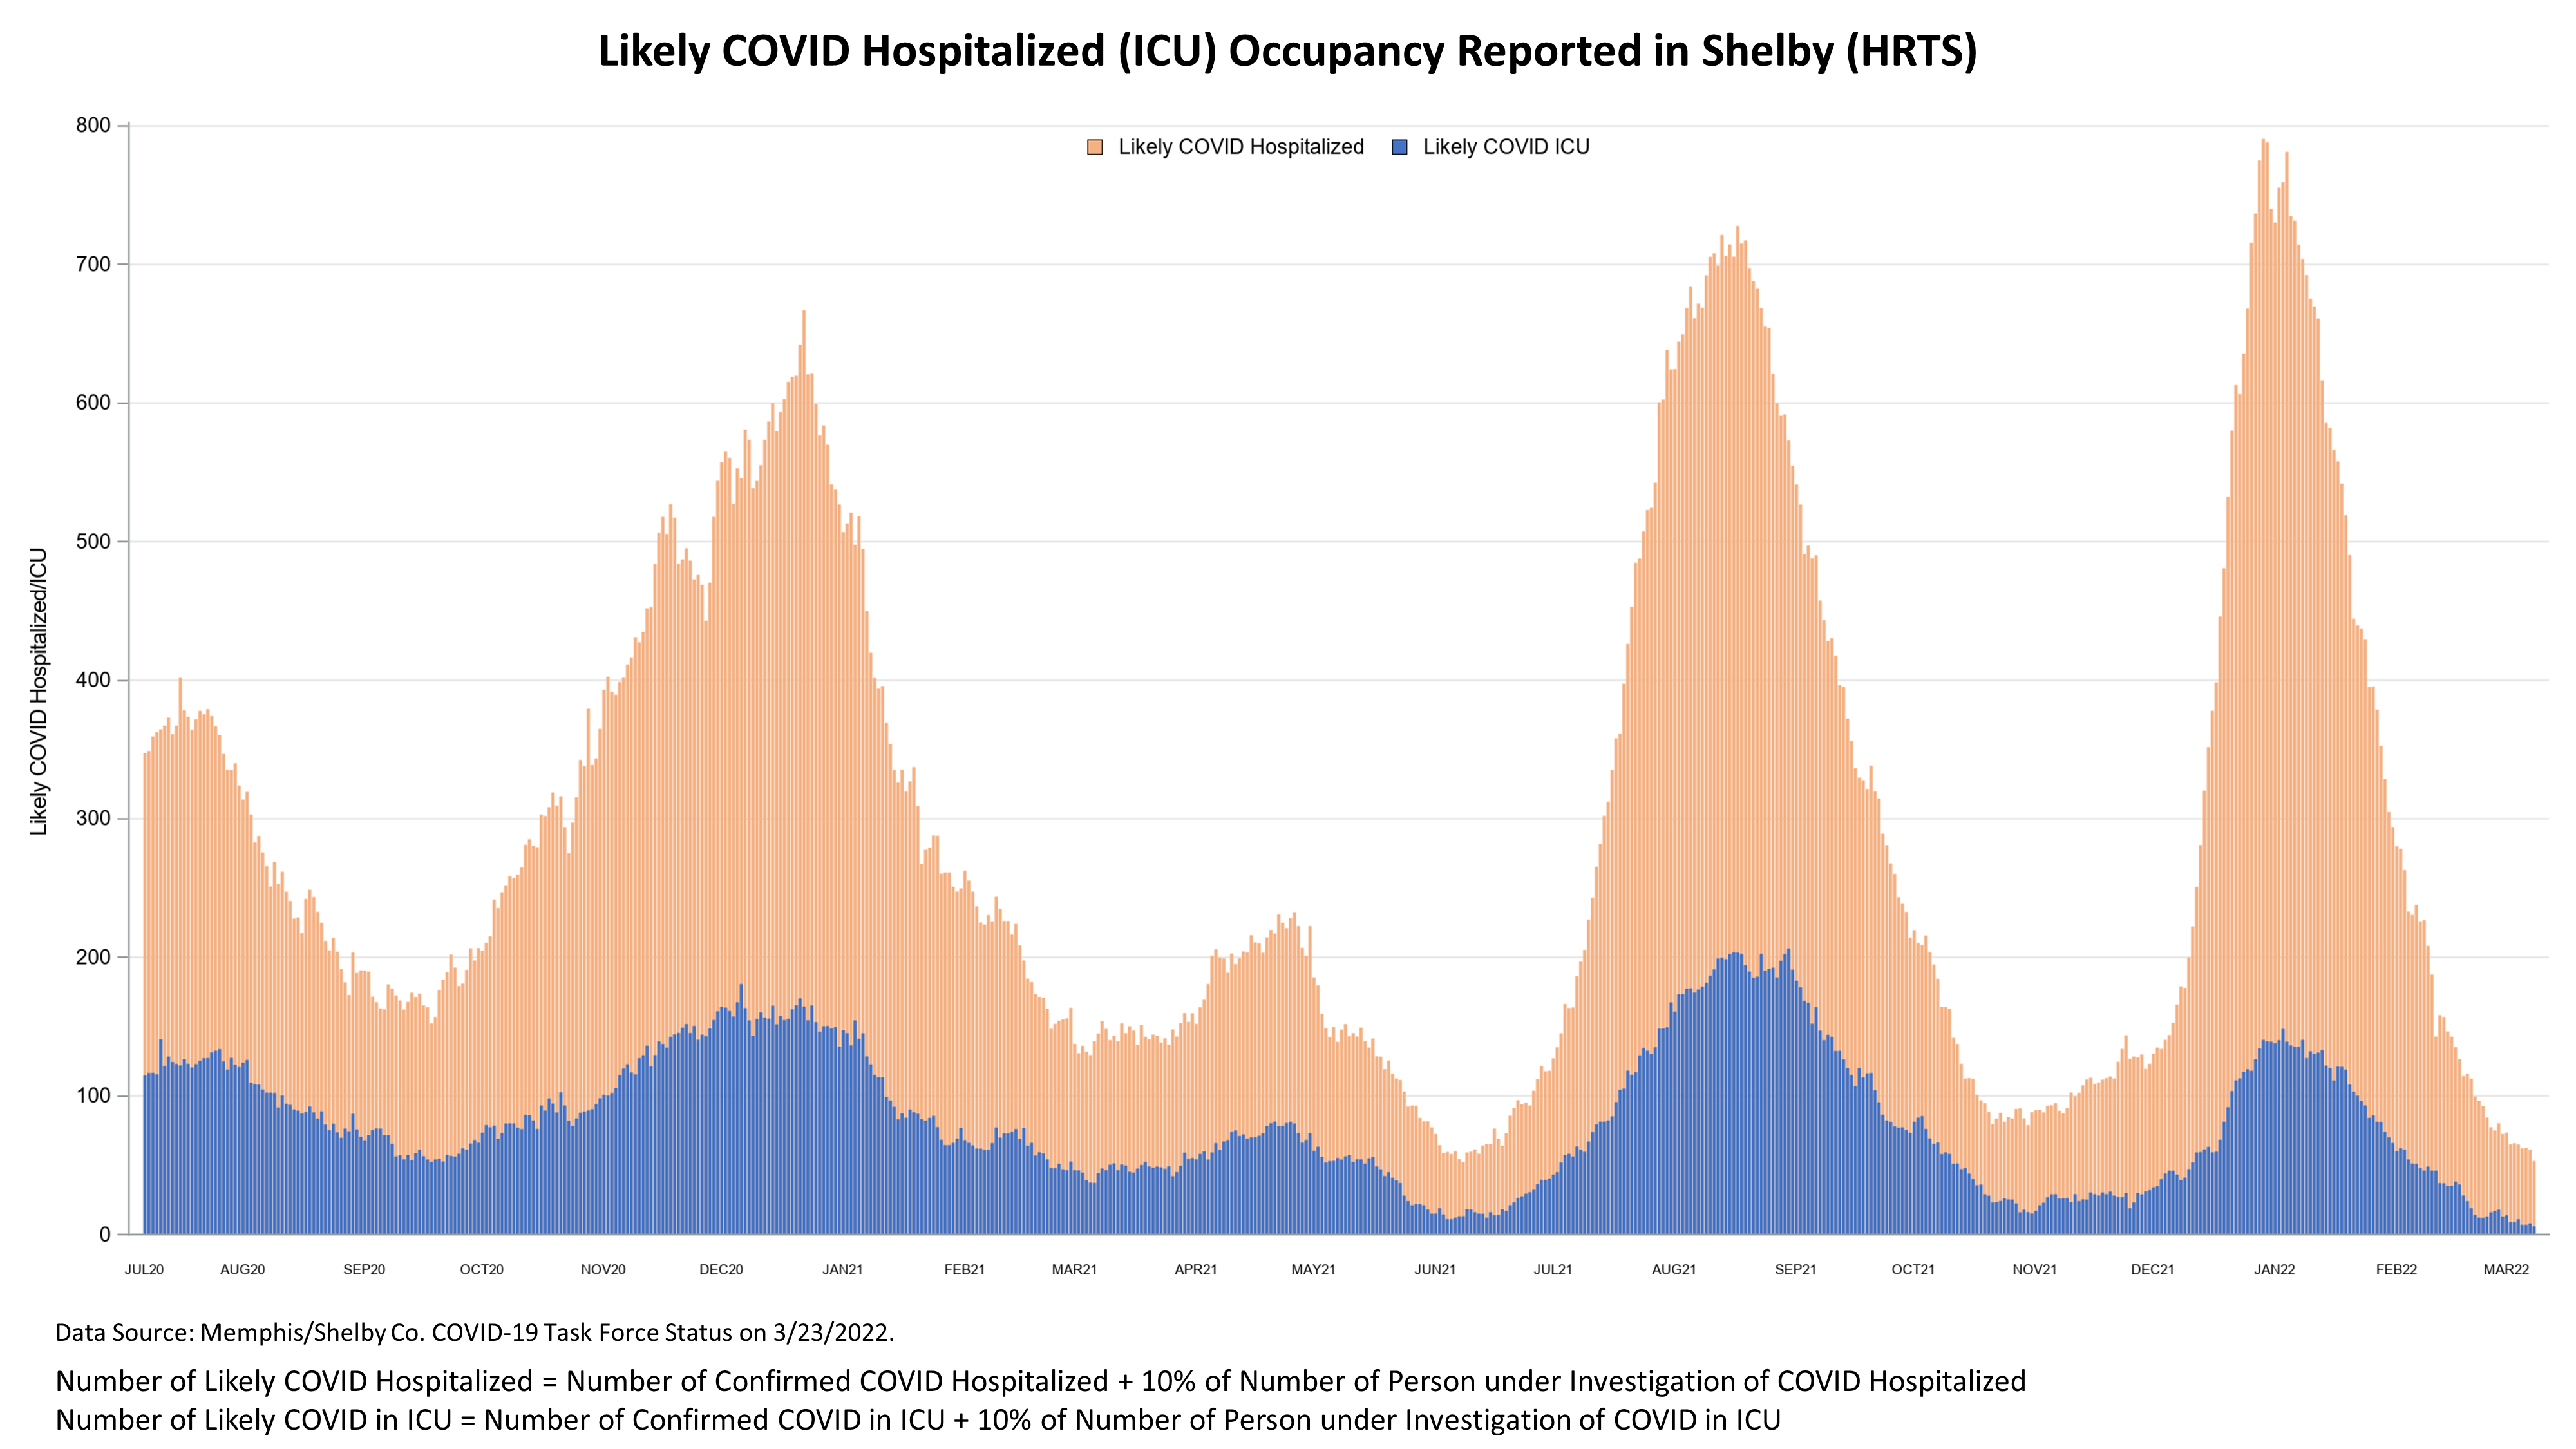 Likely COVID Hospitalized (ICU) Occupancy Reported in Shelby (HRTS)
Likely COVID Hospitalized
Likely COVID ICU
Likely COVID Hospitalized/ICU
800
700
600
500
400
300
200
100
0
JUL20 AUG20 SEP20 OCT20 NOV20 DEC20 JAN21 FEB21 MAR21 APR21 MAY21 JUN21 JUL21 AUG21 SEP21 OCT21 NOV21 DEC21 JAN22 FEB22 MAR22
Data Source: Memphis/Shelby Co. COVID-19 Task Force Status on 3/23/2022.
Number of Likely COVID Hospitalized = Number of Confirmed COVID Hospitalized + 10% of Number of Person under Investigation of COVID Hospitalized
Number of Likely COVID in ICU = Number of Confirmed COVID in ICU + 10% of Number of Person under Investigation of COVID in ICU